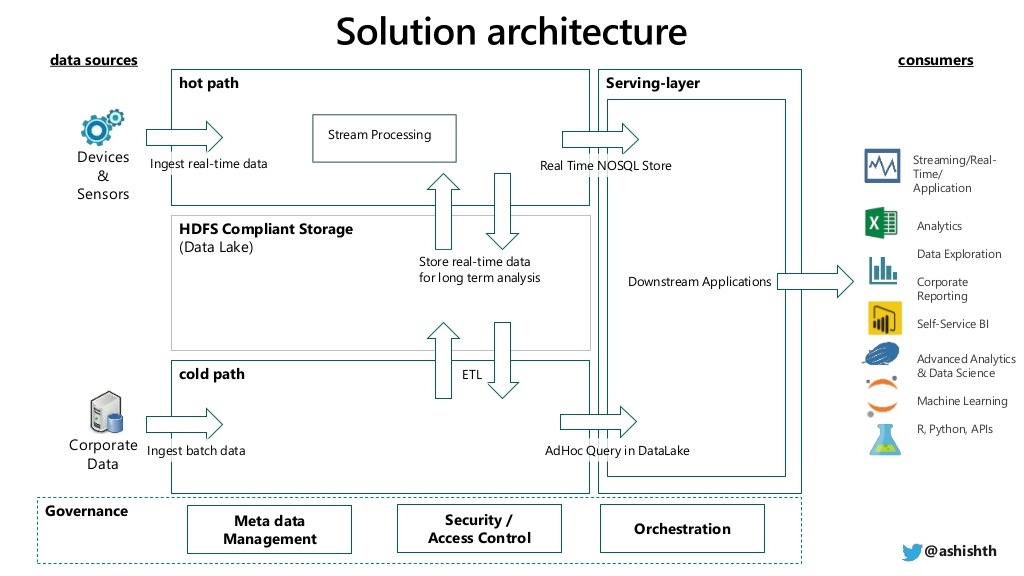 Solution architecture
data sources
consumers
hot path
Serving-layer
Stream Processing
Devices
&
Sensors
Ingest real-time data
Real Time NOSQL Store
Streaming/Real-
Time/
Application
Analytics
HDFS Compliant Storage
(Data Lake)
Store real-time data
for long term analysis
Downstream Applications
Data Exploration
Corporate
Reporting
Self-Service BI
cold path
ETL
Advanced Analytics
& Data Science
Machine Learning
R, Python, APIs
Corporate
Data
Ingest batch data
AdHoc Query in DataLake
Governance
Meta data
Management
Security /
Access Control
Orchestration
@ashishth